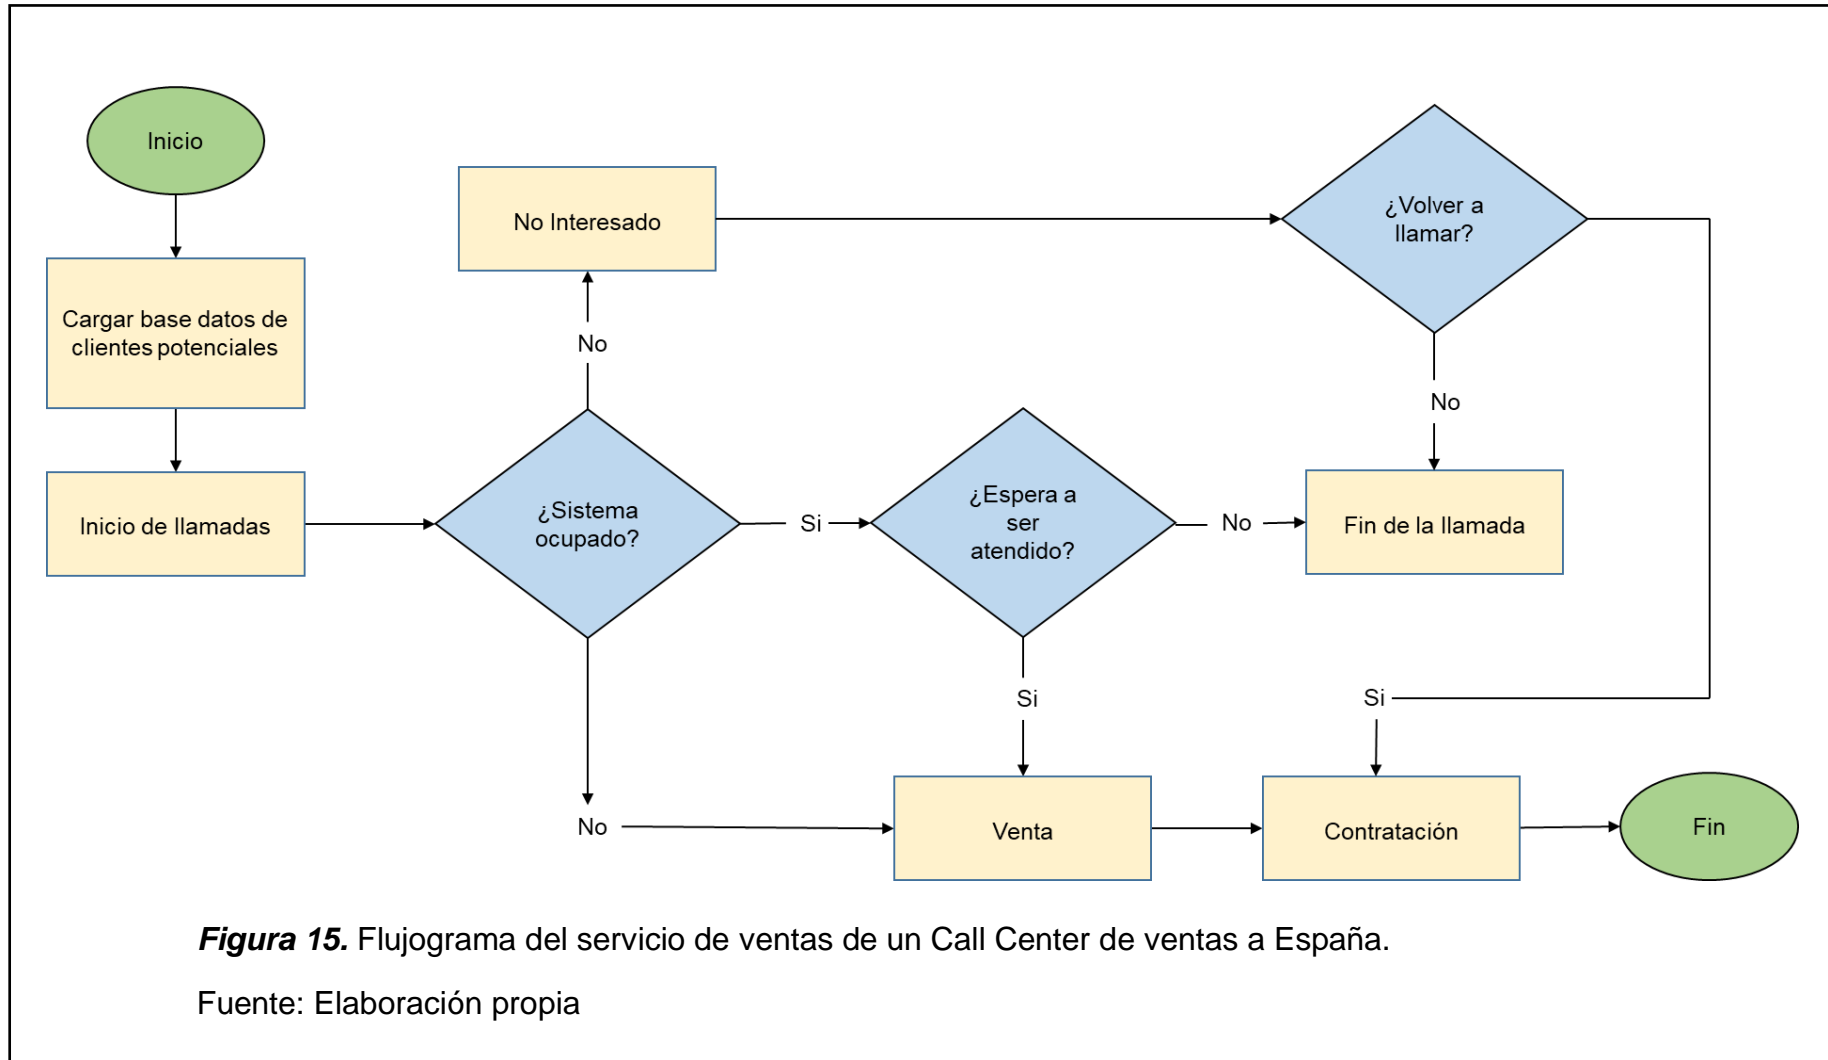 Inicio
Cargar base datos de
clientes potenciales
Inicio de llamadas
¿Sistema
ocupado?
No
No Interesado
¿Volver a
llamar?
No
Si
¿Espera a
ser
atendido?
No
Fin de la llamada
Si
Si
No
Venta
Contratación
Fin
Figura 15. Flujograma del servicio de ventas de un Call Center de ventas a España.
Fuente: Elaboración propia